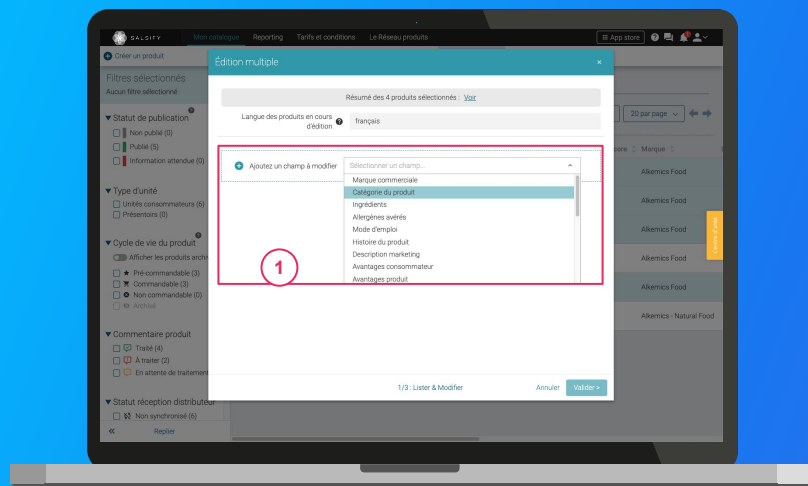 SALSIFY
Mon catalogue Reporting Tarifs et conditions Le Réseau produits
App store
Créer un produit
Édition multiple
×
Filtres sélectionnés
Aucun filtre sélectionné
Résumé des 4 produits sélectionnés : Voir
Langue des produits en cours
d'édition
français
20 par page
Statut de publication
Non publié (0)
Publié (5)
Information attendue (0)
Marque
Ajoutez un champ à modifier
Sélectionner un champ...
Marque commerciale
Catégorie du produit
Ingrédients
Allergènes avérés
Mode d'emploi
Histoire du produit
Description marketing
Avantages consommateur
Avantages produit
1
Alkemics Food
Alkemics Food
Alkemics Food
Alkemics Food
Alkemics Food
Alkemics - Natural Food
Centre d'aide
Type d'unité
Unités consommateurs (6)
Présentoirs (0)
Cycle de vie du produit
Afficher les produits archiv
Pré-commandable (3)
Commandable (3)
Non commandable (0)
Archivé
Commentaire produit
Traité (4)
À traiter (2)
En attente de traitement
Statut réception distributeur
Non synchronisé (6)
Replier
1/3 : Lister & Modifier
Annuler
Valider >